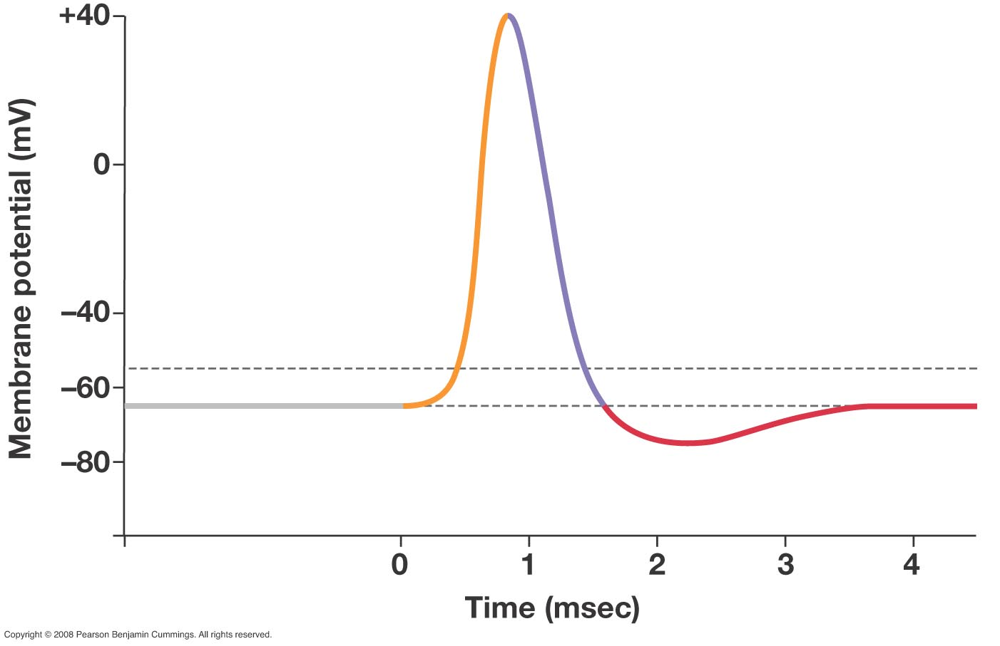 +40
0
–40
–60
–80
Membrane potential (mV)
0 1 2 3 4
Time (msec)
Copyright © 2008 Pearson Benjamin Cummings. All rights reserved.